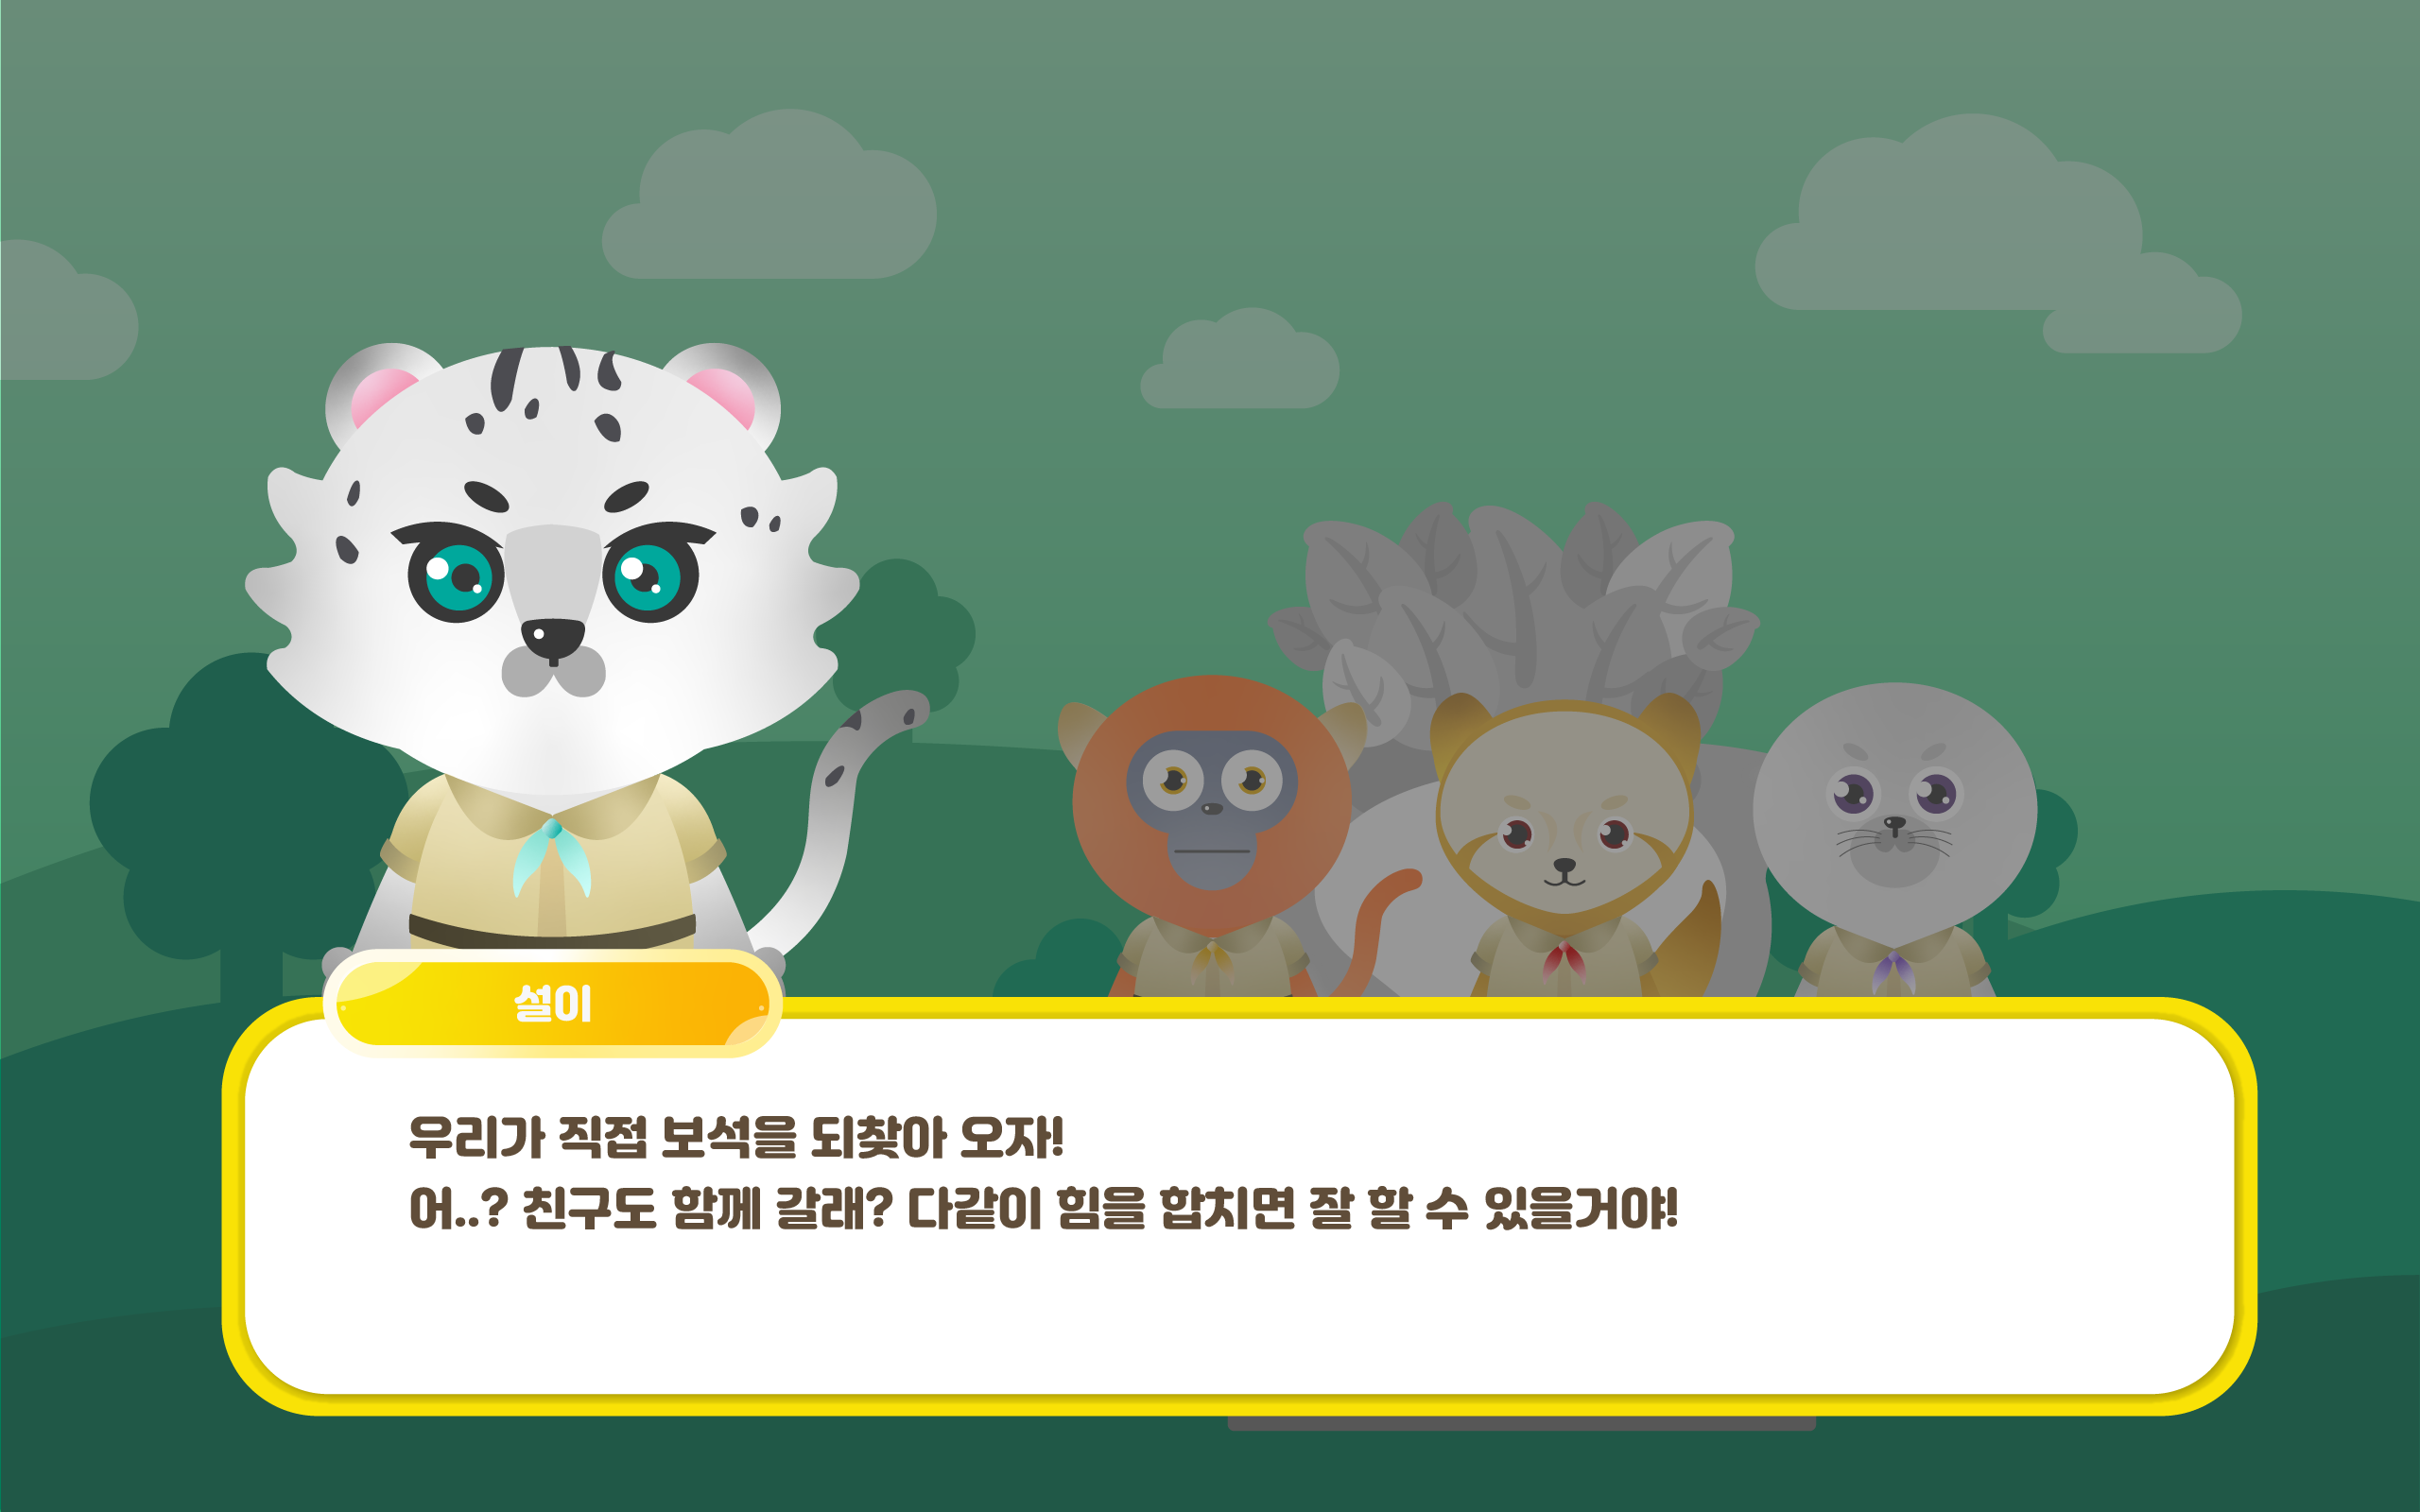 설이
우리가 직접 보석을 되찾아 오자!
어..? 친구도 함께 갈래? 다같이 힘을 합치면 잘 할 수 있을거야!